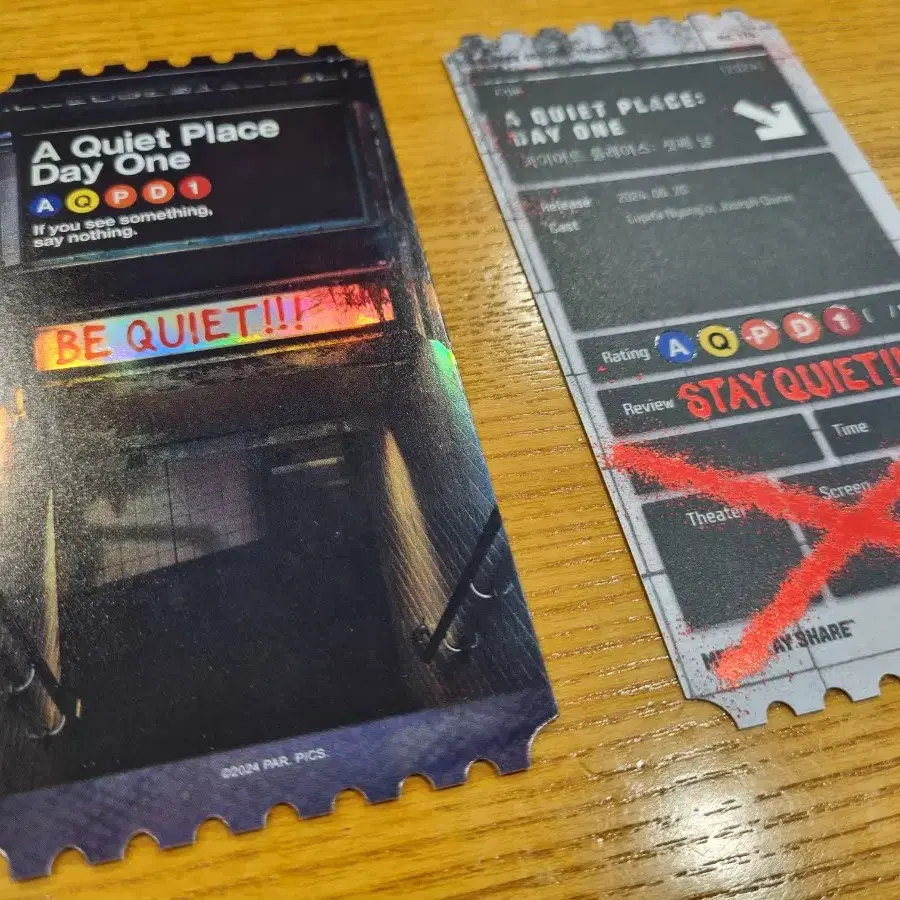 A Quiet Place
Day One
A Q P D 1
If you see something,
say nothing.
BE QUIET!!!
©2024 PAR. PICS.
A QUIET PLACE:
DAY ONE
콰이어트 플레이스: 첫째 날
Release 2024. 06. 26
Cast Lupita Nyong'o, Joseph Quinn
Rating A Q P D 1 ( /
Review STAY QUIET!!
Time
Theater
Screen
AY SHARE™